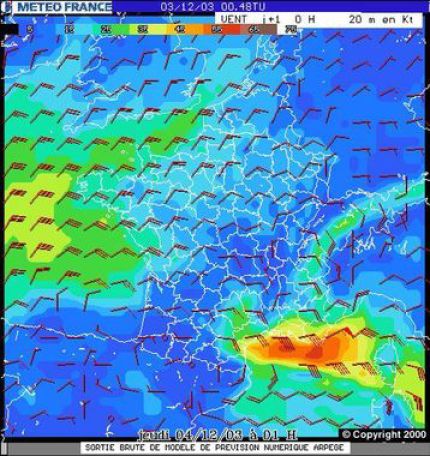 METEO FRANCE
03/12/03 00.48TU
VENT j+1 0 H 20 m en Kt
5 15 25 35 45 55 65 75
jeudi 04/12/03 à 01 H
© Copyright 2000
SORTIE BRUTE DE MODELE DE PREVISION NUMERIQUE ARPEGE